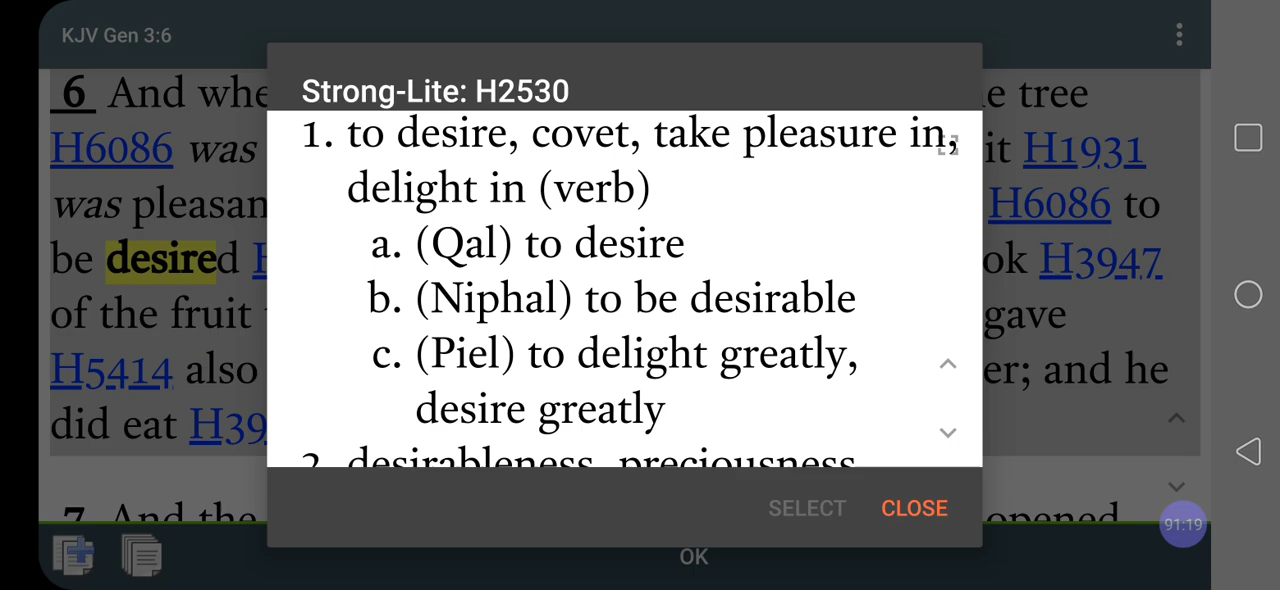 KJV Gen 3:6
Strong-Lite: H2530
1. to desire, covet, take pleasure in,
delight in (verb)
a. (Qal) to desire
b. (Niphal) to be desirable
c. (Piel) to delight greatly,
desire greatly
2. desirableness, preciousness
SELECT CLOSE
6 And e tree
H6086 was it H1931
was H6086 to
be desired ok H3947
of the fruit gave
H5414 also er; and he
did eat H39
7 And the opened
91:19
OK